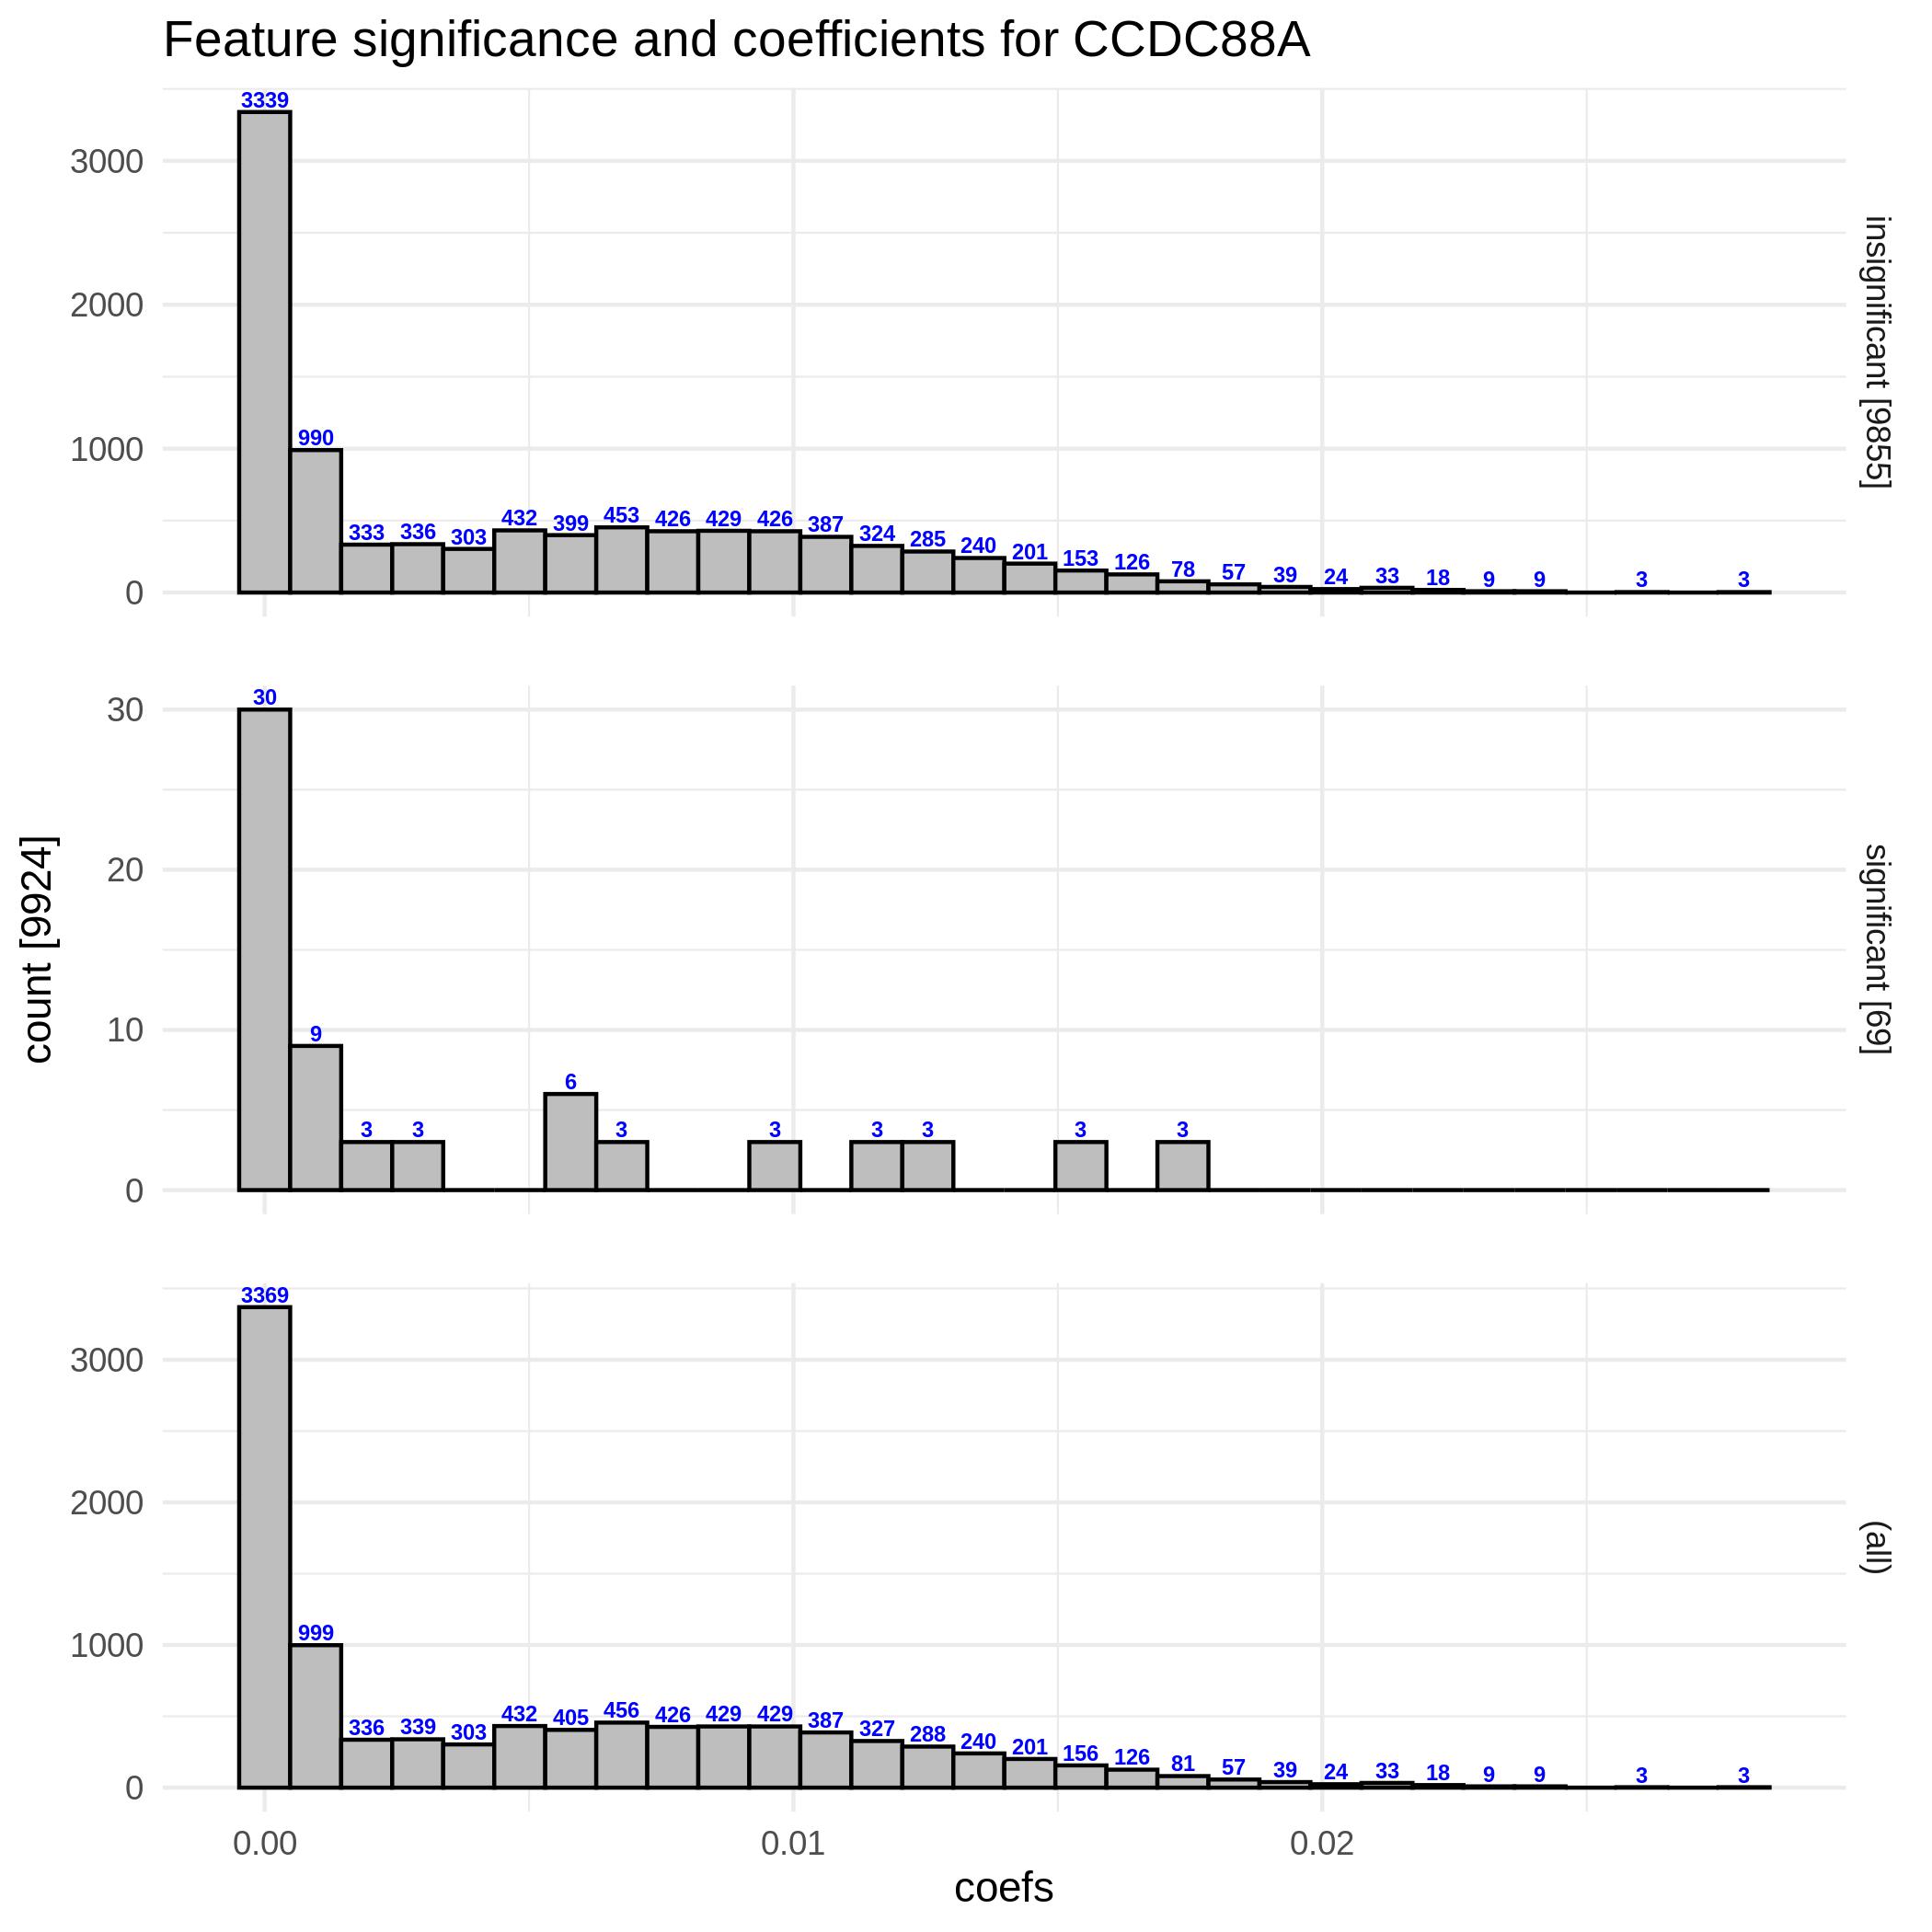 Feature significance and coefficients for CCDC88A
3339
3000
2000
1000
0
990
333 336 303 432 399 453 426 429 426 387 324 285 240 201 153 126 78 57 39 24 33 18 9 9 3 3
insignificant [9855]
count [9924]
30
30
20
10
0
9
3 3 6 3 3 3 3 3 3
significant [69]
3369
3000
2000
1000
0
999
336 339 303 432 405 456 426 429 429 387 327 288 240 201 156 126 81 57 39 24 33 18 9 9 3 3
(all)
0.00 0.01 0.02
coefs